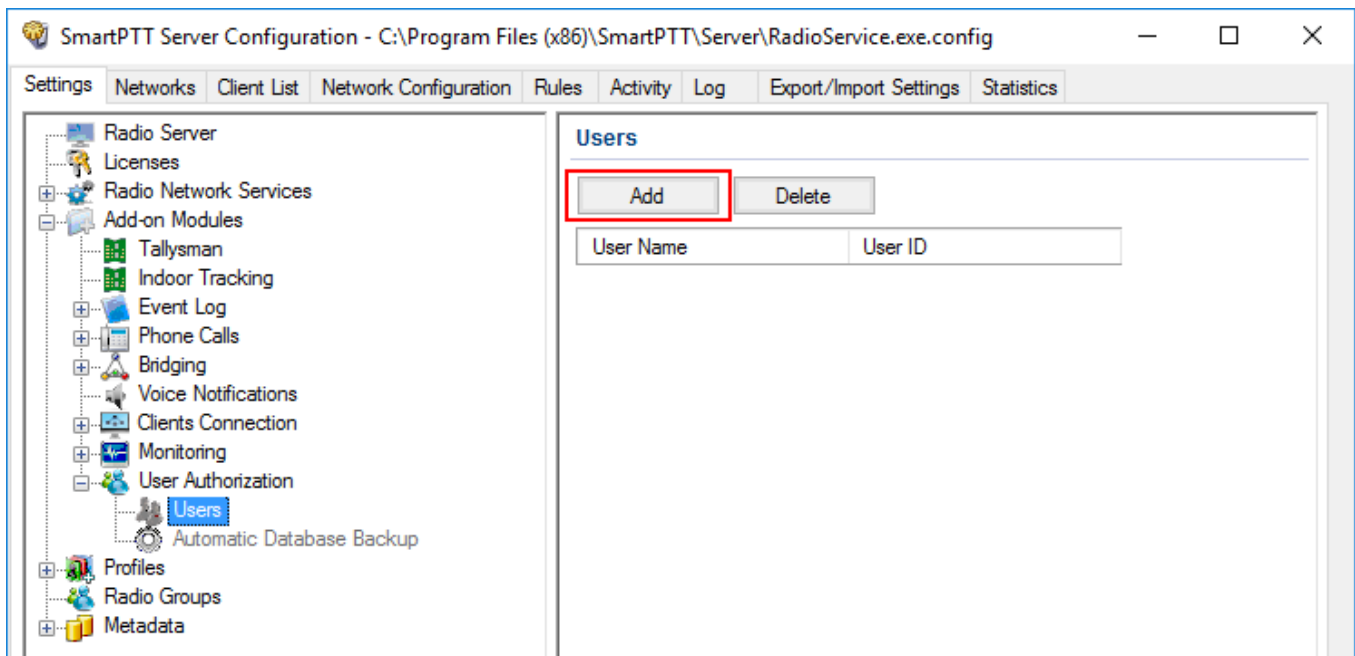 SmartPTT Server Configuration - C:\Program Files (x86)\SmartPTT\Server\RadioService.exe.config
Settings Networks Client List Network Configuration Rules Activity Log Export/Import Settings Statistics
Radio Server
Licenses
Radio Network Services
Add-on Modules
Tallysman
Indoor Tracking
Event Log
Phone Calls
Bridging
Voice Notifications
Clients Connection
Monitoring
User Authorization
Users
Automatic Database Backup
Profiles
Radio Groups
Metadata
Users
Add Delete
User Name User ID